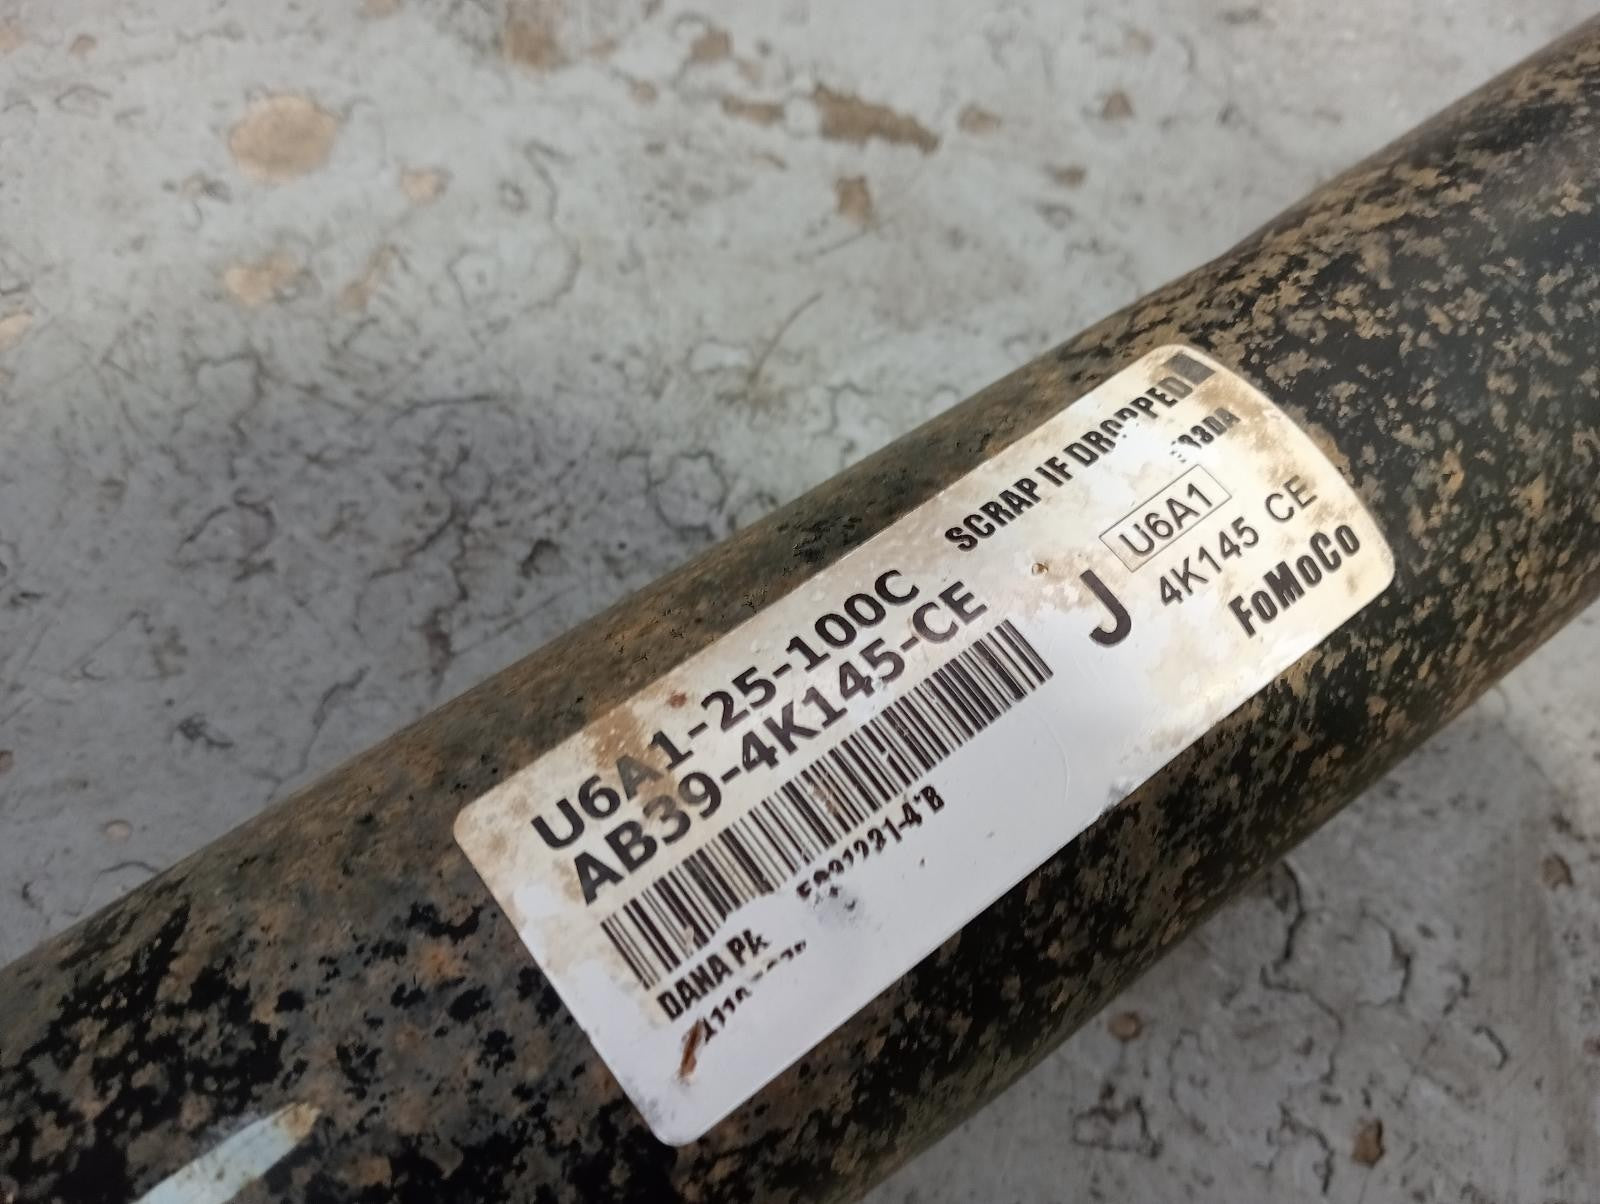 U6A1-25-100C
AB39-4K145-CE
DANA
SCRAP IF DROPPED
J
U6A1
4K145 CE
FoMoCo